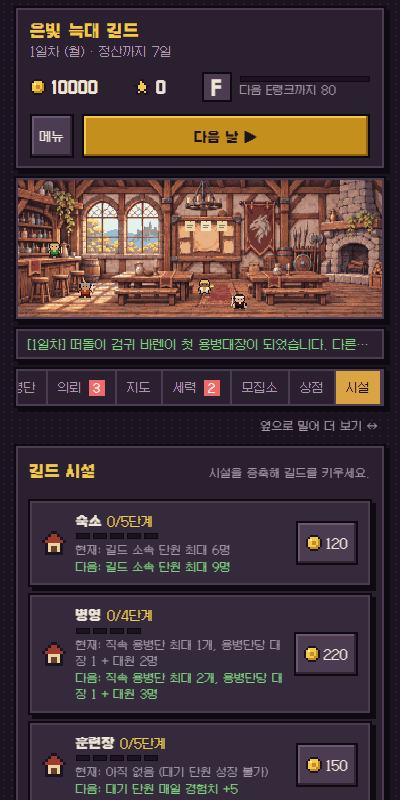 은빛 늑대 길드
1일차 (월) · 정산까지 7일
10000
0
F
다음 E랭크까지 80
메뉴
다음 날 ▶
[1일차] 떠돌이 검귀 바렌이 첫 용병대장이 되었습니다. 다른…
병단
의뢰 3
지도
세력 2
모집소
상점
시설
옆으로 밀어 더 보기 ↔
길드 시설
시설을 증축해 길드를 키우세요.
숙소 0/5단계
현재: 길드 소속 단원 최대 6명
다음: 길드 소속 단원 최대 9명
120
병영 0/4단계
현재: 직속 용병단 최대 1개, 용병단당 대
장 1 + 대원 2명
다음: 직속 용병단 최대 2개, 용병단당 대
장 1 + 대원 3명
220
훈련장 0/5단계
현재: 아직 없음 (대기 단원 성장 불가)
다음: 대기 단원 매일 경험치 +5
150